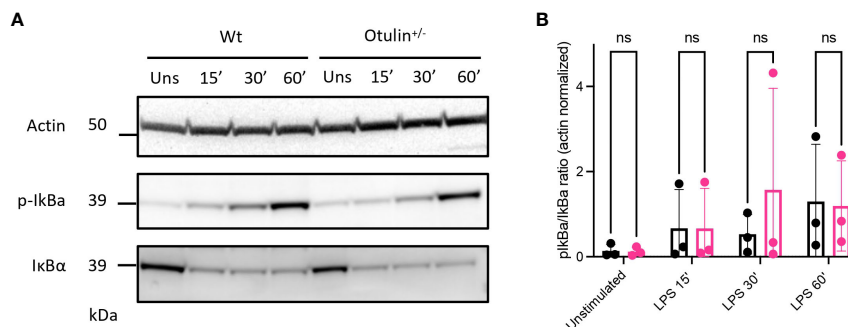 A
Wt Otulin+/-
Uns 15’ 30’ 60’ Uns 15’ 30’ 60’
Actin 50
p-IkBa 39
IκBα 39
kDa
B
ns ns ns ns
pIkBa/IkBa ratio (actin normalized)
4
2
0
Unstimulated
LPS 15'
LPS 30'
LPS 60'